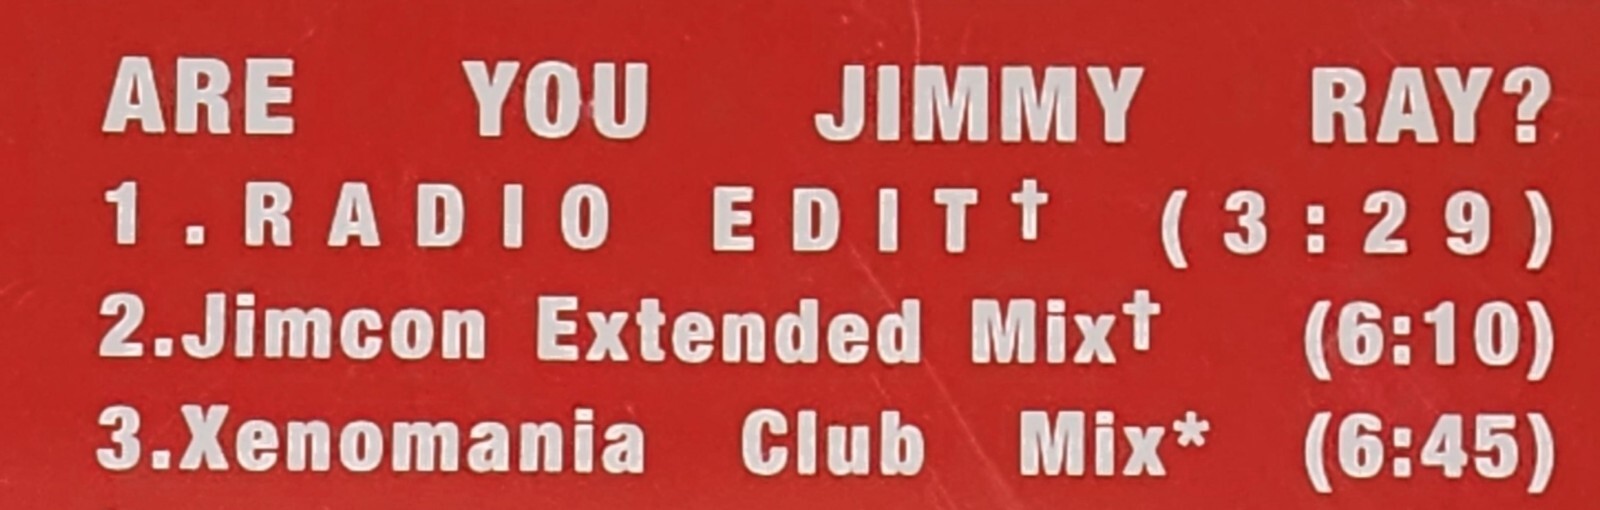 ARE YOU JIMMY RAY?
1.RADIO EDIT† (3:29)
2.Jimcon Extended Mix† (6:10)
3.Xenomania Club Mix* (6:45)